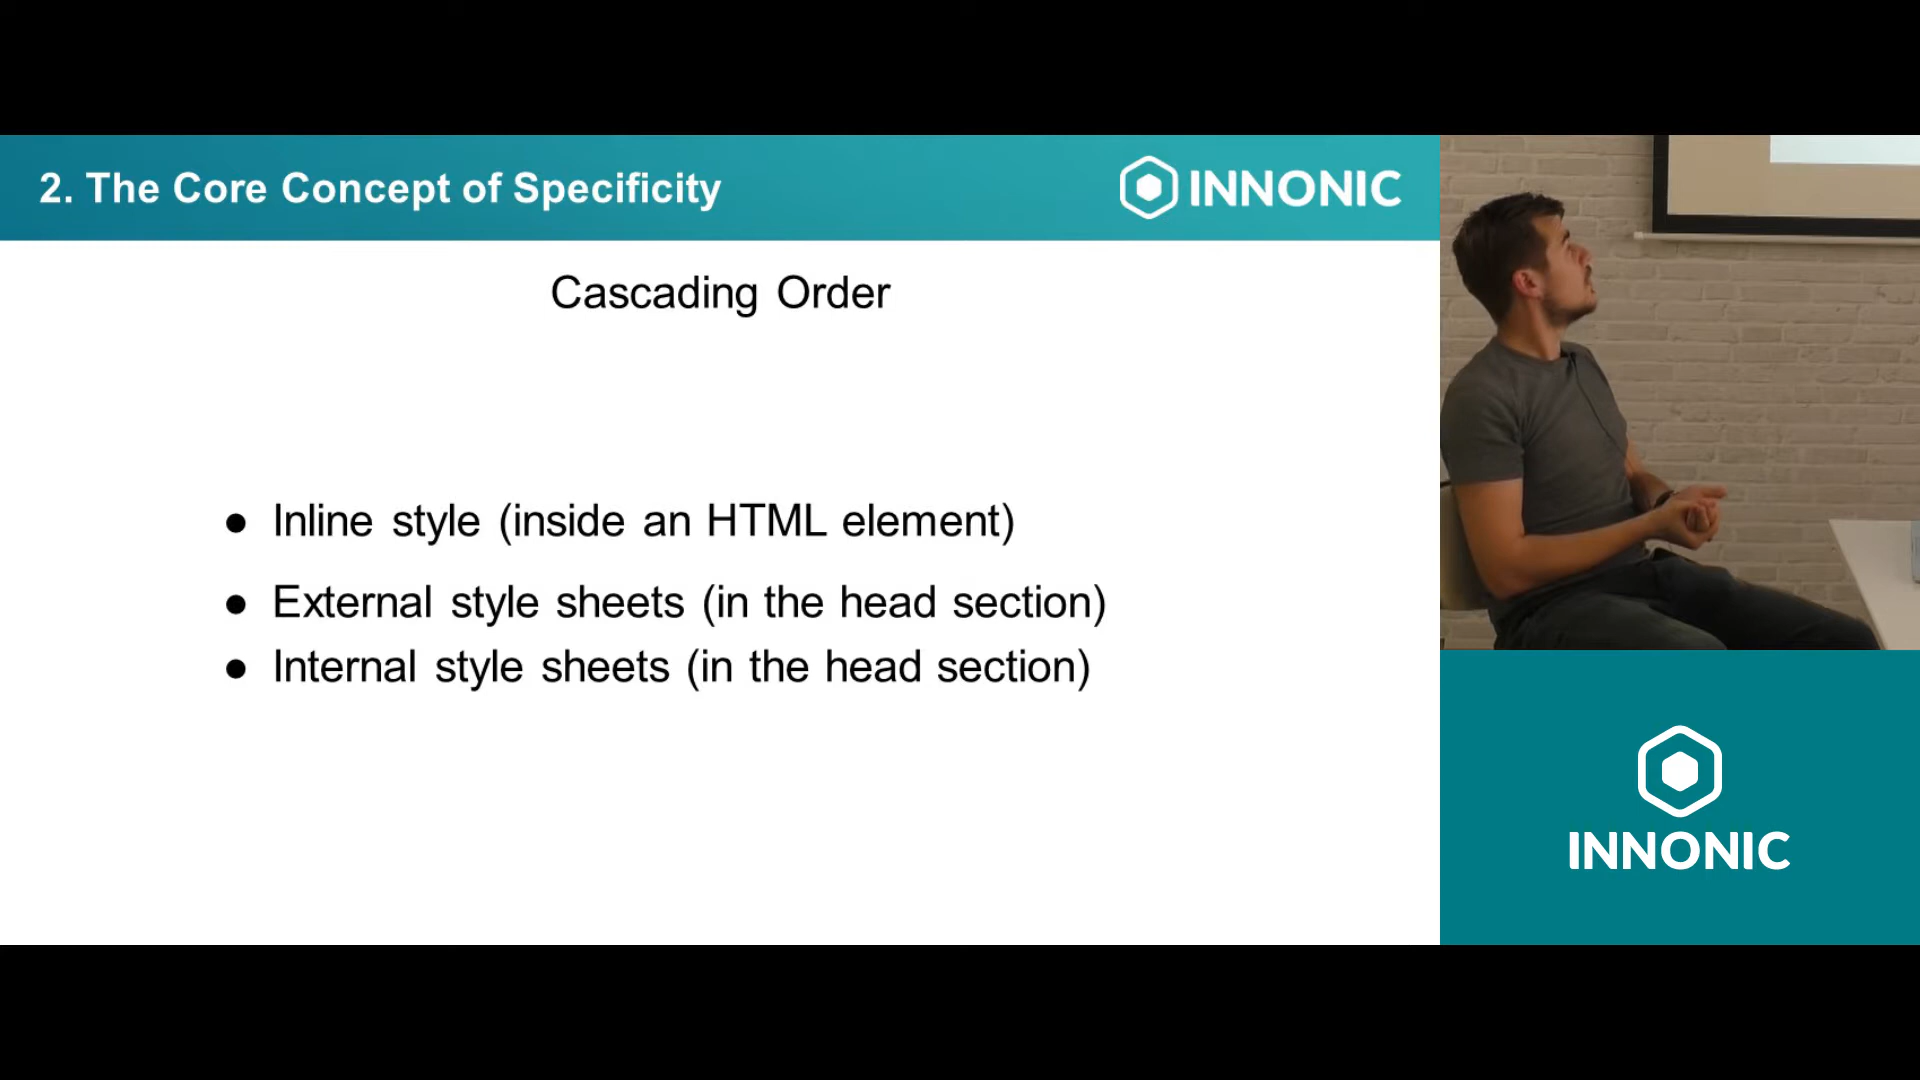 2. The Core Concept of Specificity
INNONIC
Cascading Order
● Inline style (inside an HTML element)
● External style sheets (in the head section)
● Internal style sheets (in the head section)
INNONIC